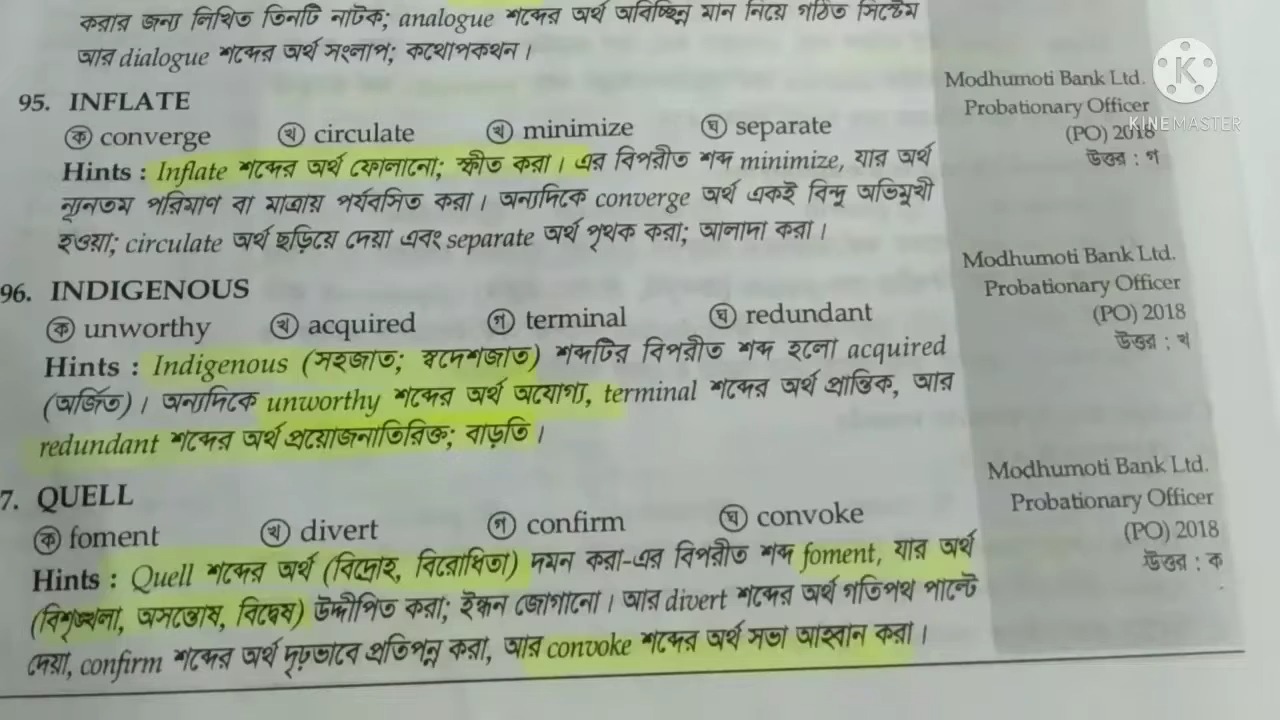 করার জন্য লিখিত তিনটি নাটক; analogue শব্দের অর্থ অবিচ্ছিন্ন মান নিয়ে গঠিত সিস্টেম
আর dialogue শব্দের অর্থ সংলাপ; কথোপকথন।
95. INFLATE
ক converge খ circulate খ minimize ঘ separate
Hints : Inflate শব্দের অর্থ ফোলানো; স্ফীত করা। এর বিপরীত শব্দ minimize, যার অর্থ
ন্যূনতম পরিমাণ বা মাত্রায় পর্যবসিত করা। অন্যদিকে converge অর্থ একই বিন্দু অভিমুখী
হওয়া; circulate অর্থ ছড়িয়ে দেয়া এবং separate অর্থ পৃথক করা; আলাদা করা।
Modhumoti Bank Ltd.
Probationary Officer
(PO) 2018
উত্তর : গ
K
KINEMASTER
96. INDIGENOUS
ক unworthy খ acquired গ terminal ঘ redundant
Hints : Indigenous (সহজাত; স্বদেশজাত) শব্দটির বিপরীত শব্দ হলো acquired
(অর্জিত)। অন্যদিকে unworthy শব্দের অর্থ অযোগ্য, terminal শব্দের অর্থ প্রান্তিক, আর
redundant শব্দের অর্থ প্রয়োজনাতিরিক্ত; বাড়তি।
Modhumoti Bank Ltd.
Probationary Officer
(PO) 2018
উত্তর : খ
7. QUELL
ক foment খ divert গ confirm ঘ convoke
Hints : Quell শব্দের অর্থ (বিদ্রোহ, বিরোধিতা) দমন করা-এর বিপরীত শব্দ foment, যার অর্থ
(বিশৃঙ্খলা, অসন্তোষ, বিদ্বেষ) উদ্দীপিত করা; ইন্ধন জোগানো। আর divert শব্দের অর্থ গতিপথ পাল্টে
দেয়া, confirm শব্দের অর্থ দৃঢ়ভাবে প্রতিপন্ন করা, আর convoke শব্দের অর্থ সভা আহবান করা।
Modhumoti Bank Ltd.
Probationary Officer
(PO) 2018
উত্তর : ক